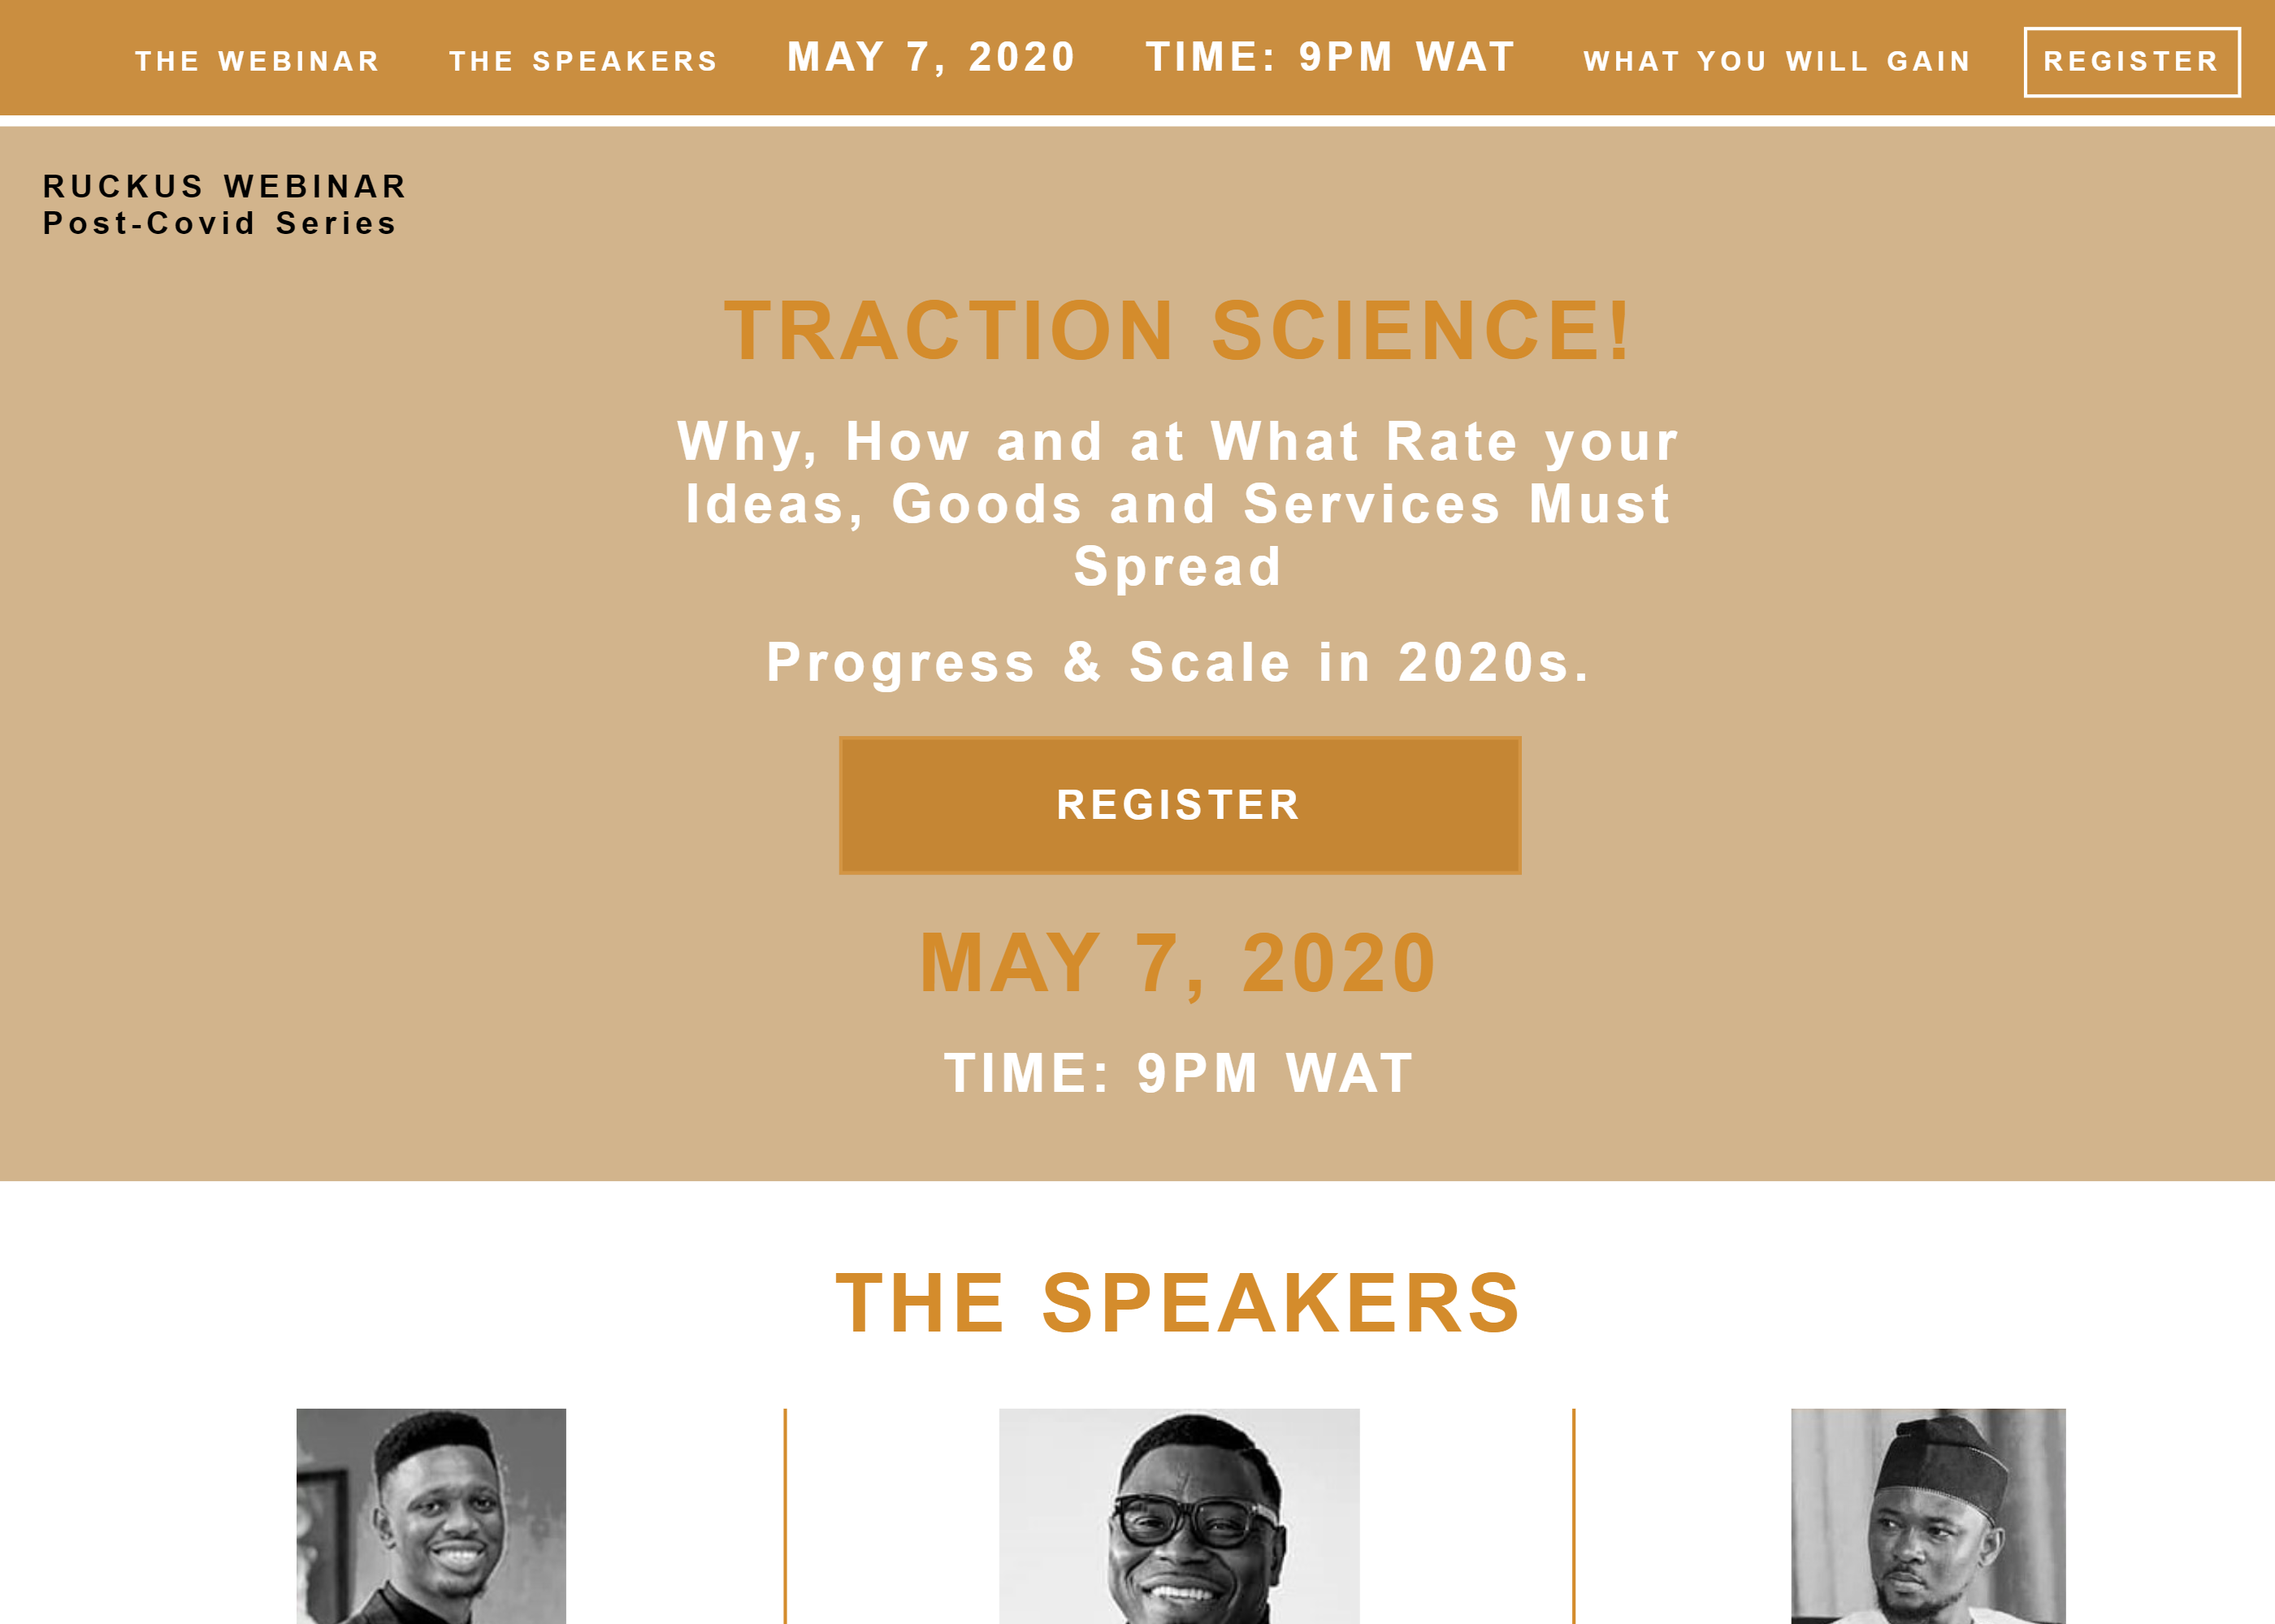 THE WEBINAR THE SPEAKERS MAY 7, 2020 TIME: 9PM WAT WHAT YOU WILL GAIN REGISTER
RUCKUS WEBINAR
Post-Covid Series
TRACTION SCIENCE!
Why, How and at What Rate your
Ideas, Goods and Services Must
Spread
Progress & Scale in 2020s.
REGISTER
MAY 7, 2020
TIME: 9PM WAT
THE SPEAKERS